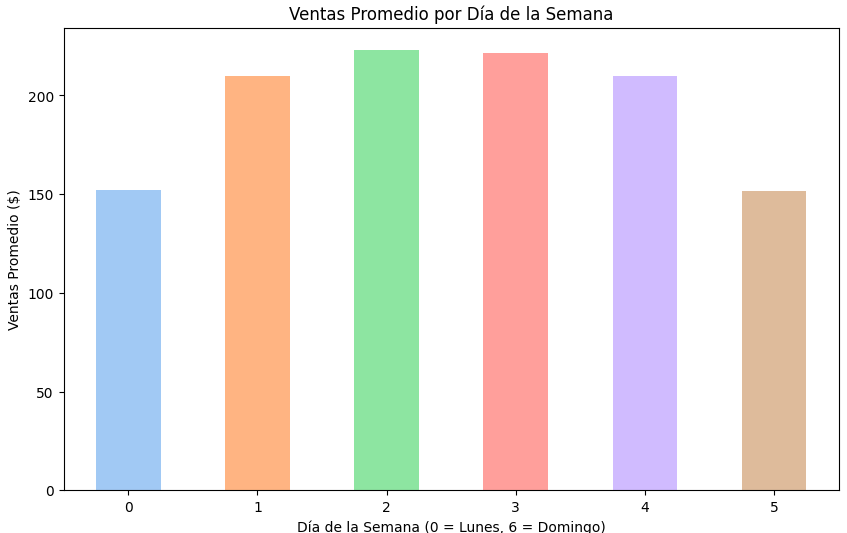 Ventas Promedio por Día de la Semana
Ventas Promedio ($)
200
150
100
50
0
0 1 2 3 4 5
Día de la Semana (0 = Lunes, 6 = Domingo)